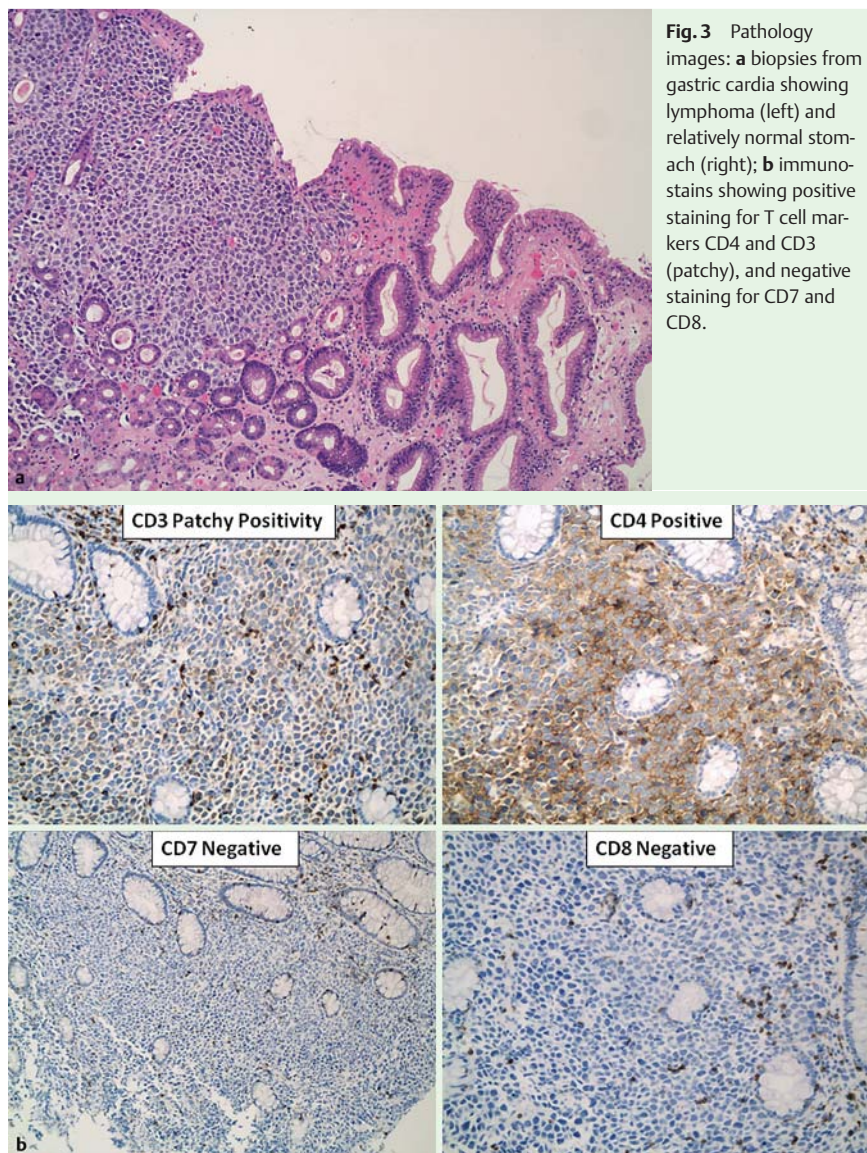 Fig. 3 Pathology
images: a biopsies from
gastric cardia showing
lymphoma (left) and
relatively normal stom-
ach (right); b immuno-
stains showing positive
staining for T cell mar-
kers CD4 and CD3
(patchy), and negative
staining for CD7 and
CD8.
a
CD3 Patchy Positivity
CD4 Positive
CD7 Negative
CD8 Negative
b